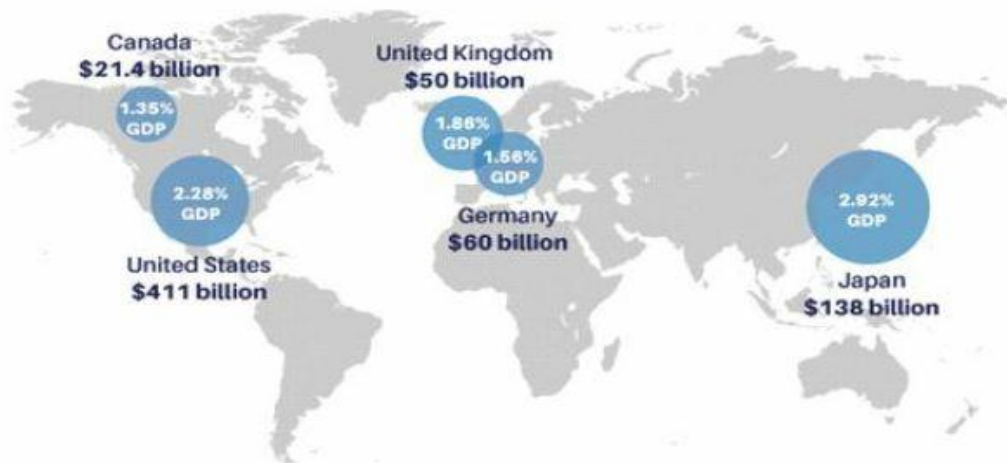 Canada
$21.4 billion
1.35%
GDP
2.28%
GDP
United States
$411 billion
United Kingdom
$50 billion
1.86%
GDP
1.56%
GDP
Germany
$60 billion
2.92%
GDP
Japan
$138 billion